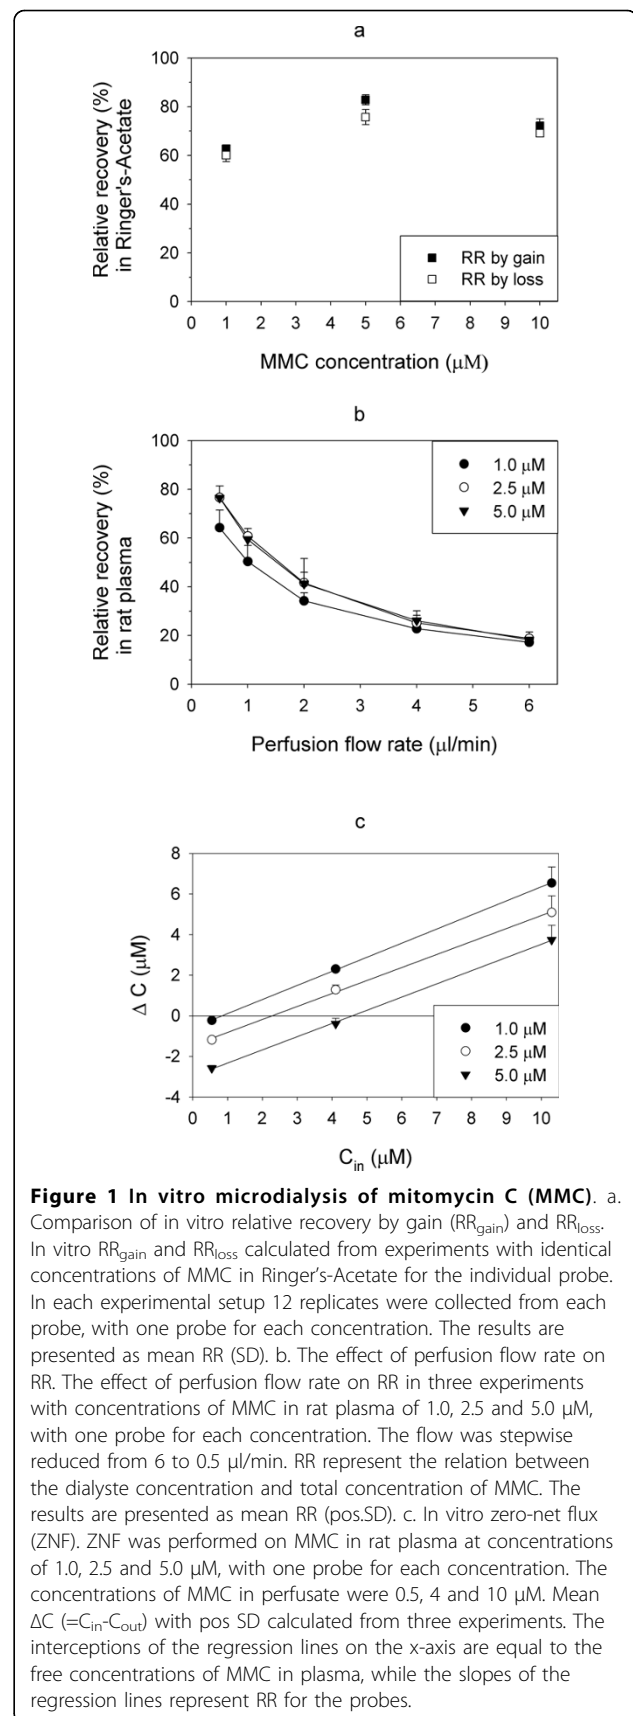 a
100
80
60
40
20
0
Relative recovery (%)
in Ringer's-Acetate
RR by gain
RR by loss
0 1 2 3 4 5 6 7 8 9 10
MMC concentration (µM)
b
100
80
60
40
20
0
Relative recovery (%)
in rat plasma
1.0 µM
2.5 µM
5.0 µM
0 1 2 3 4 5 6
Perfusion flow rate (µl/min)
c
8
6
4
2
0
-2
-4
Δ C (µM)
1.0 µM
2.5 µM
5.0 µM
0 1 2 3 4 5 6 7 8 9 10
Cin (µM)
Figure 1 In vitro microdialysis of mitomycin C (MMC). a.
Comparison of in vitro relative recovery by gain (RRgain) and RRloss.
In vitro RRgain and RRloss calculated from experiments with identical
concentrations of MMC in Ringer's-Acetate for the individual probe.
In each experimental setup 12 replicates were collected from each
probe, with one probe for each concentration. The results are
presented as mean RR (SD). b. The effect of perfusion flow rate on
RR. The effect of perfusion flow rate on RR in three experiments
with concentrations of MMC in rat plasma of 1.0, 2.5 and 5.0 µM,
with one probe for each concentration. The flow was stepwise
reduced from 6 to 0.5 µl/min. RR represent the relation between
the dialyste concentration and total concentration of MMC. The
results are presented as mean RR (pos.SD). c. In vitro zero-net flux
(ZNF). ZNF was performed on MMC in rat plasma at concentrations
of 1.0, 2.5 and 5.0 µM, with one probe for each concentration. The
concentrations of MMC in perfusate were 0.5, 4 and 10 µM. Mean
ΔC (=Cin-Cout) with pos SD calculated from three experiments. The
interceptions of the regression lines on the x-axis are equal to the
free concentrations of MMC in plasma, while the slopes of the
regression lines represent RR for the probes.